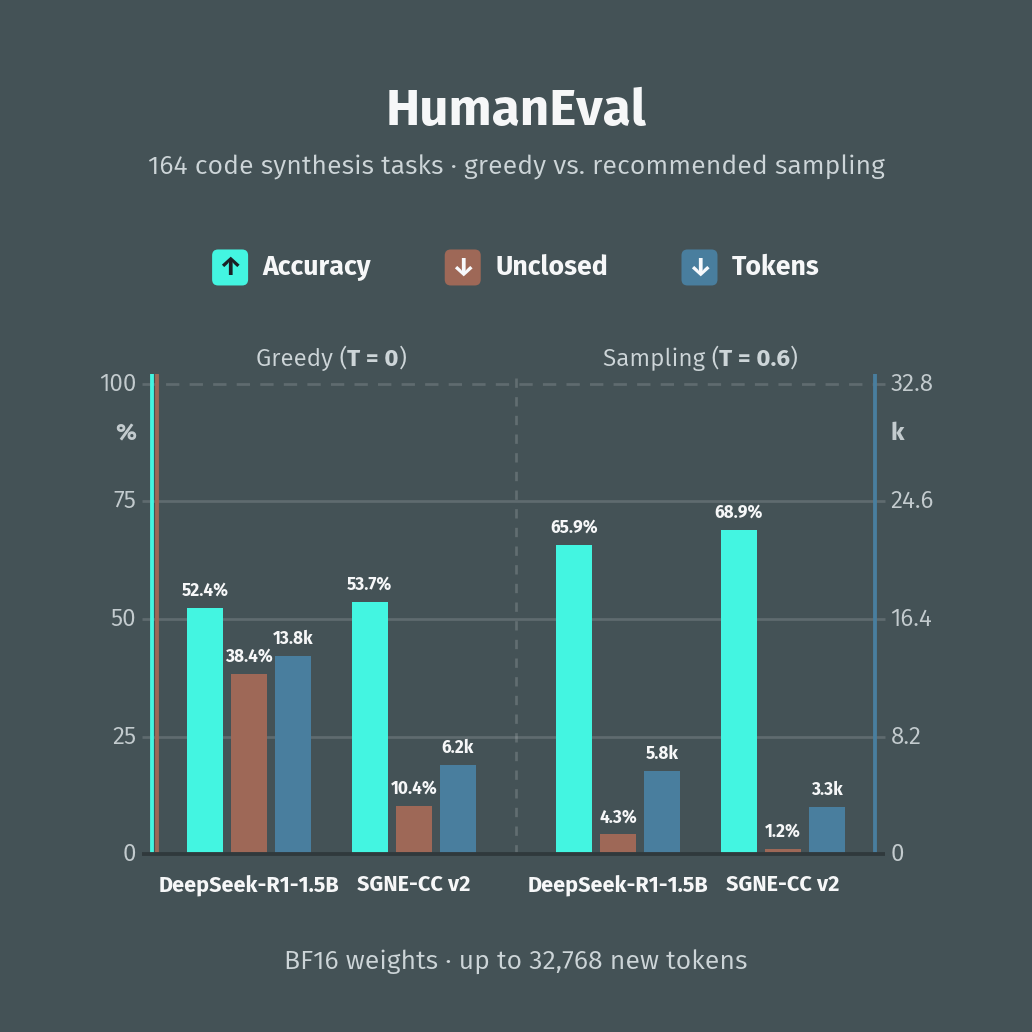 HumanEval
164 code synthesis tasks · greedy vs. recommended sampling
↑ Accuracy ↓ Unclosed ↓ Tokens
Greedy (T = 0) Sampling (T = 0.6)
100 32.8
% k
75 24.6
68.9%
65.9%
52.4% 53.7%
50 16.4
13.8k
38.4%
25 8.2
6.2k 5.8k
10.4% 3.3k
4.3% 1.2%
0 0
DeepSeek-R1-1.5B SGNE-CC v2 DeepSeek-R1-1.5B SGNE-CC v2
BF16 weights · up to 32,768 new tokens